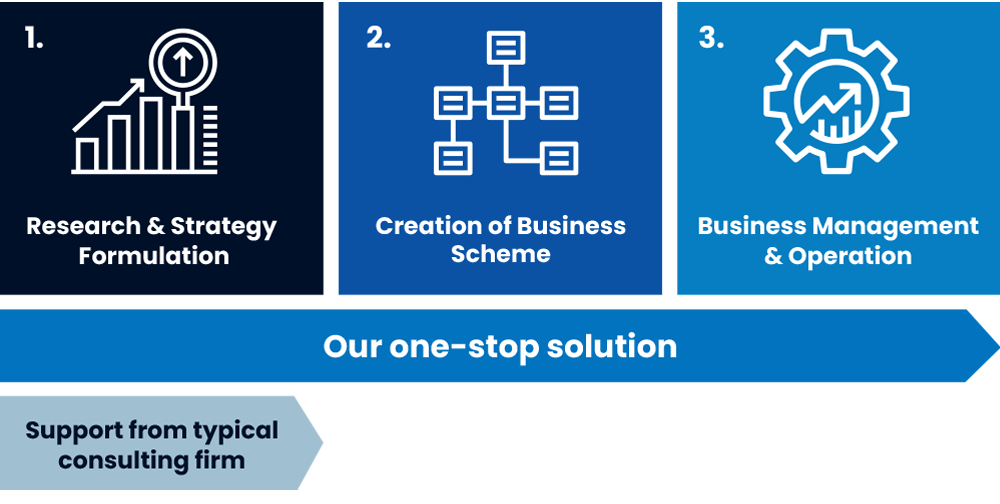 1.
Research & Strategy
Formulation
2.
Creation of Business
Scheme
3.
Business Management
& Operation
Our one-stop solution
Support from typical
consulting firm